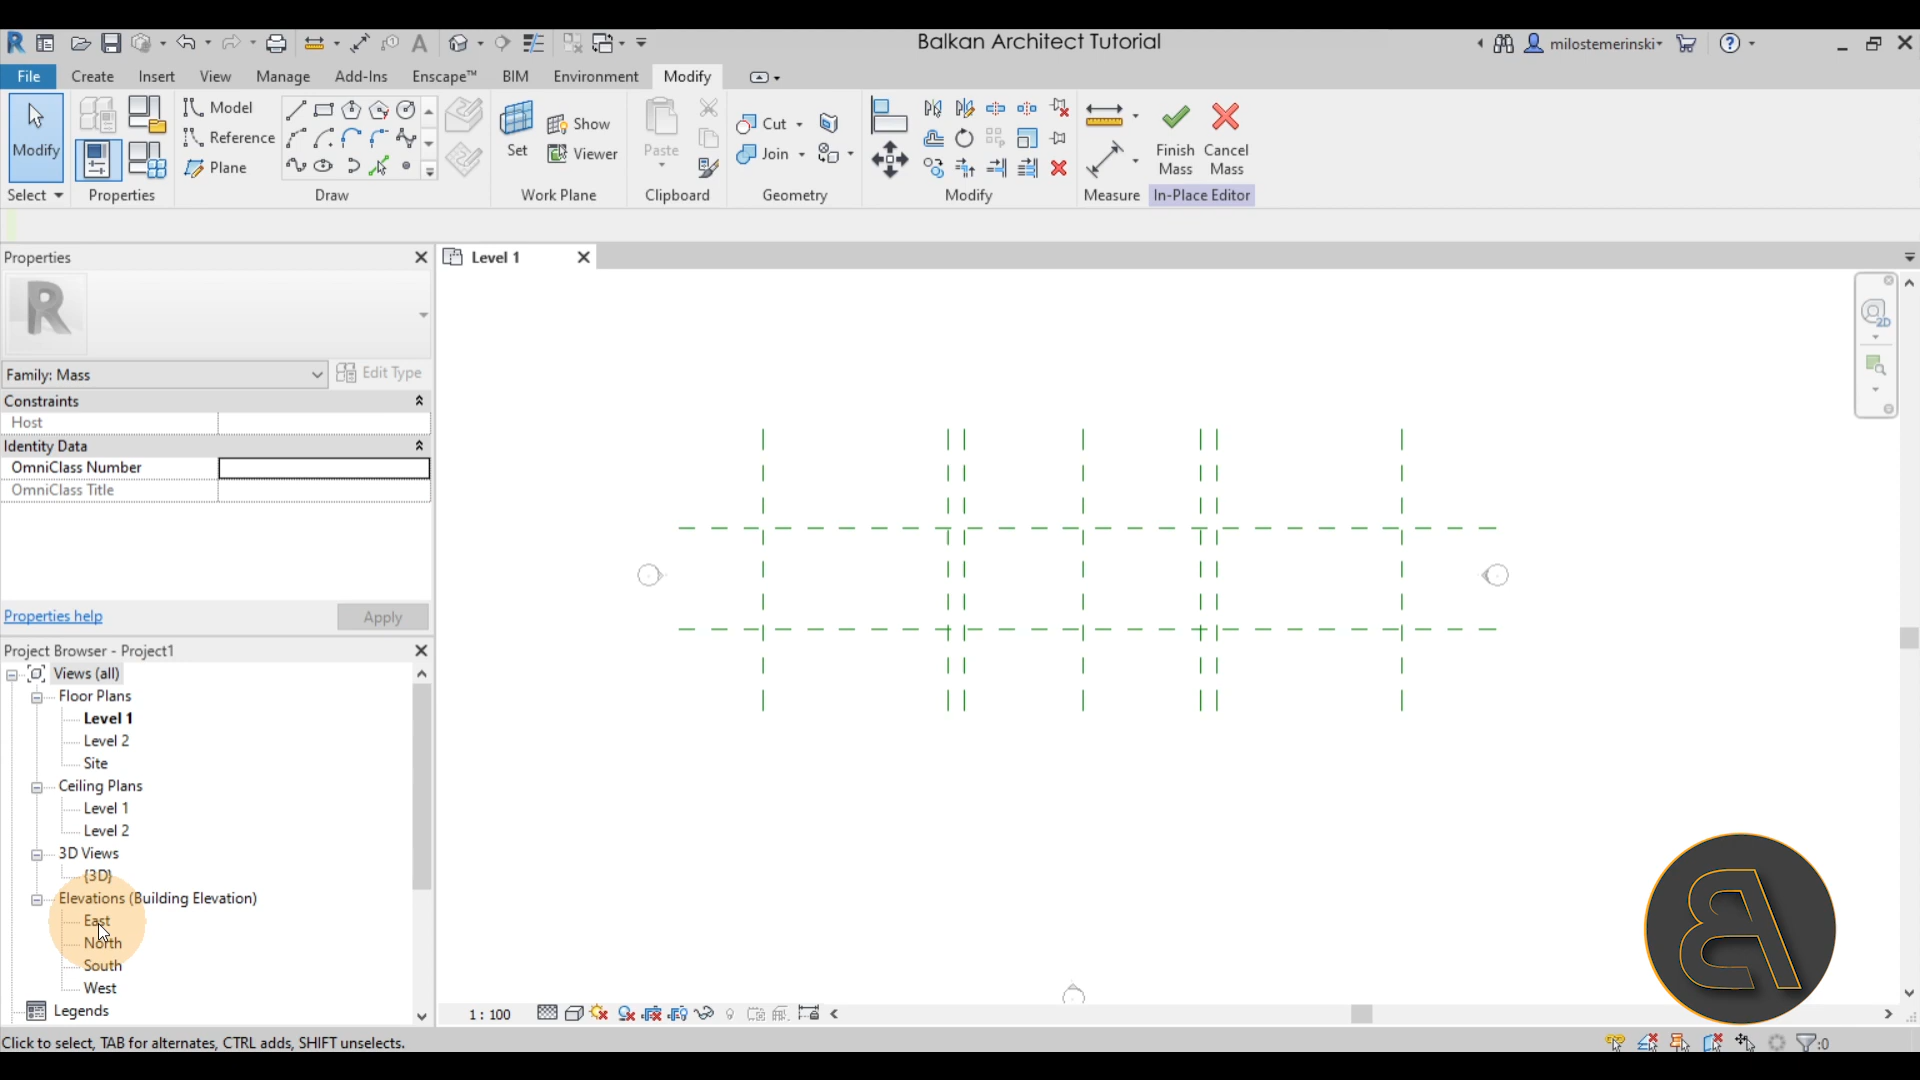 Balkan Architect Tutorial
milostemerinski
File Create Insert View Manage Add-Ins Enscape™ BIM Environment Modify
Modify
Model
Reference
Plane
Set
Show
Viewer
Paste
Cut
Join
Finish Mass
Cancel Mass
Select Properties Draw Work Plane Clipboard Geometry Modify Measure In-Place Editor
Properties
Level 1
R
Family: Mass
Edit Type
Constraints
Host
Identity Data
OmniClass Number
OmniClass Title
Properties help
Apply
Project Browser - Project1
Views (all)
Floor Plans
Level 1
Level 2
Site
Ceiling Plans
Level 1
Level 2
3D Views
{3D}
Elevations (Building Elevation)
East
North
South
West
Legends
2D
1 : 100
Click to select, TAB for alternates, CTRL adds, SHIFT unselects.
:0